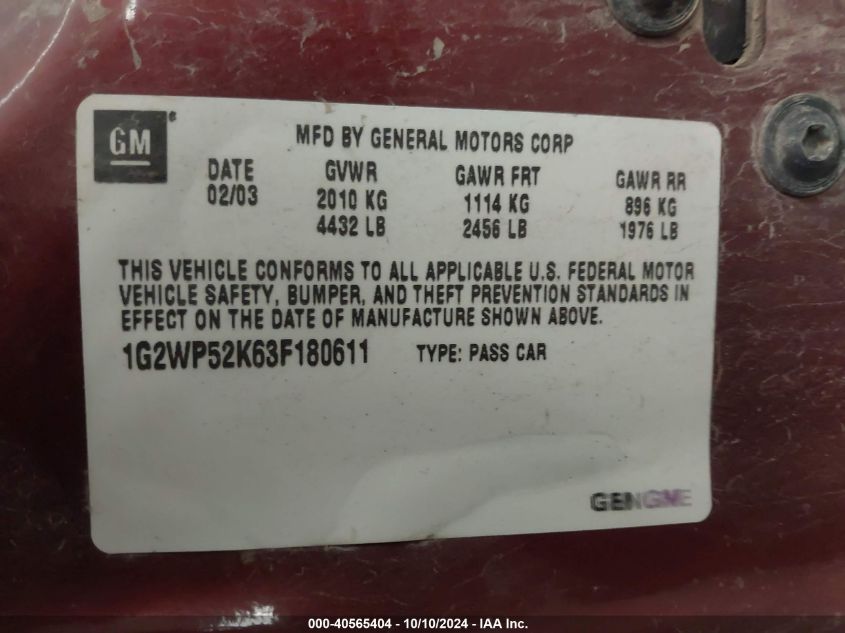 GM®
MFD BY GENERAL MOTORS CORP
DATE GVWR GAWR FRT GAWR RR
02/03 2010 KG 1114 KG 896 KG
4432 LB 2456 LB 1976 LB
THIS VEHICLE CONFORMS TO ALL APPLICABLE U.S. FEDERAL MOTOR
VEHICLE SAFETY, BUMPER, AND THEFT PREVENTION STANDARDS IN
EFFECT ON THE DATE OF MANUFACTURE SHOWN ABOVE.
1G2WP52K63F180611 TYPE: PASS CAR
000-40565404 - 10/10/2024 - IAA Inc.